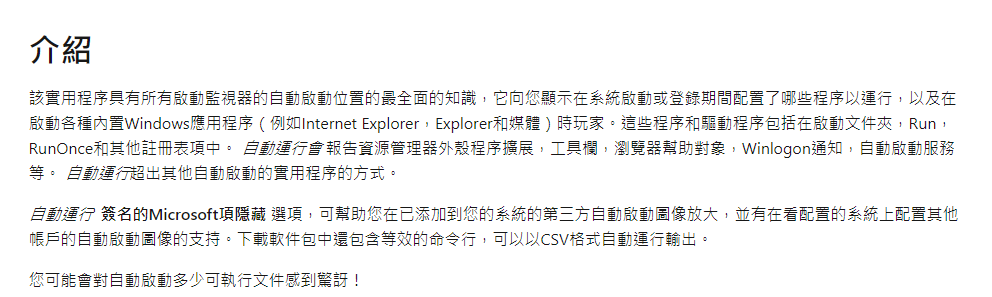 介紹
該實用程序具有所有啟動監視器的自動啟動位置的最全面的知識，它向您顯示在系統啟動或登錄期間配置了哪些程序以運行，以及在
啟動各種內置Windows應用程序（例如Internet Explorer，Explorer和媒體）時玩家。這些程序和驅動程序包括在啟動文件夾，Run，
RunOnce和其他註冊表項中。 自動運行會 報告資源管理器外殼程序擴展，工具欄，瀏覽器幫助對象，Winlogon通知，自動啟動服務
等。 自動運行超出其他自動啟動的實用程序的方式。
自動運行 簽名的Microsoft項隱藏 選項，可幫助您在已添加到您的系統的第三方自動啟動圖像放大，並有在看配置的系統上配置其他
帳戶的自動啟動圖像的支持。下載軟件包中還包含等效的命令行，可以以CSV格式自動運行輸出。
您可能會對自動啟動多少可執行文件感到驚訝！